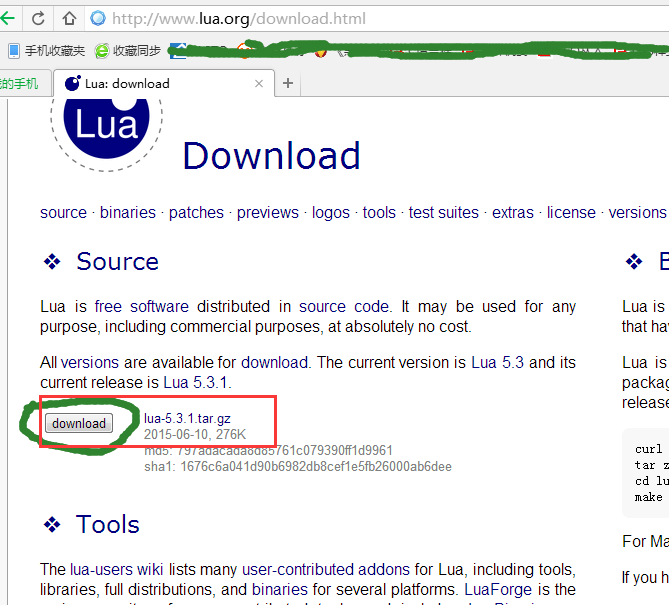 http://www.lua.org/download.html
手机收藏夹 收藏同步
的手机 Lua: download
Lua
Download
source · binaries · patches · previews · logos · tools · test suites · extras · license · versions
❖ Source
Lua is free software distributed in source code. It may be used for any
purpose, including commercial purposes, at absolutely no cost.
All versions are available for download. The current version is Lua 5.3 and its
current release is Lua 5.3.1.
download lua-5.3.1.tar.gz
2015-06-10, 276K
md5: 797adacada8d85761c079390ff1d9961
sha1: 1676c6a041d90b6982db8cef1e5fb26000ab6dee
❖ Tools
The lua-users wiki lists many user-contributed addons for Lua, including tools,
libraries, full distributions, and binaries for several platforms. LuaForge is the
❖ B
Lua is
that hav
Lua is
packag
release
curl
tar z
cd lu
make
For Ma
If you h